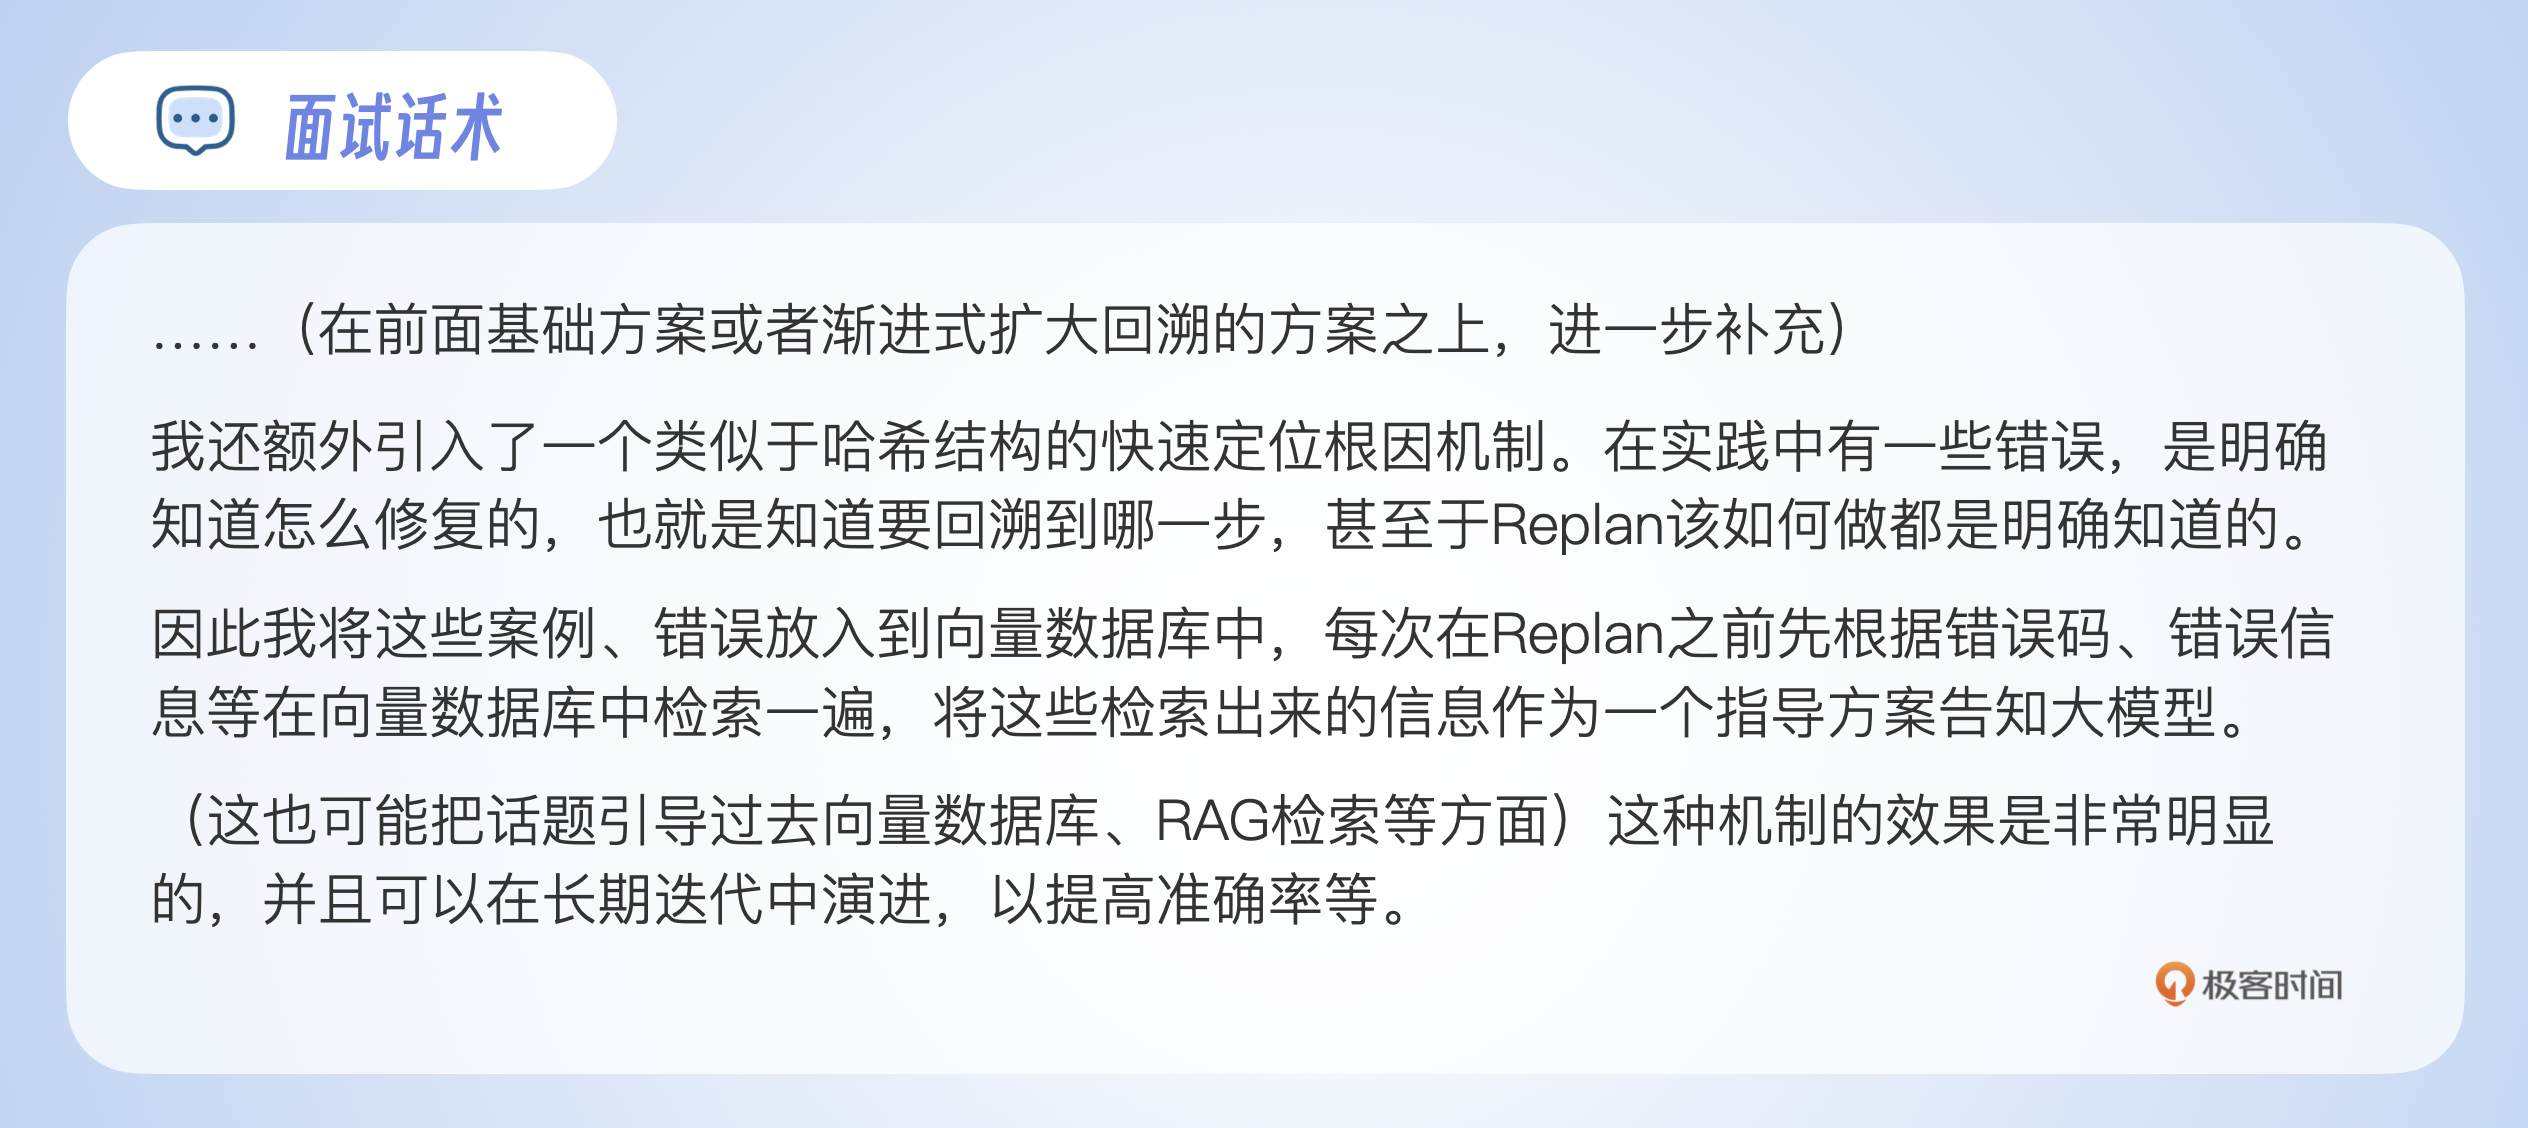 面试话术
……（在前面基础方案或者渐进式扩大回溯的方案之上，进一步补充）
我还额外引入了一个类似于哈希结构的快速定位根因机制。在实践中有一些错误，是明确
知道怎么修复的，也就是知道要回溯到哪一步，甚至于Replan该如何做都是明确知道的。
因此我将这些案例、错误放入到向量数据库中，每次在Replan之前先根据错误码、错误信
息等在向量数据库中检索一遍，将这些检索出来的信息作为一个指导方案告知大模型。
（这也可能把话题引导过去向量数据库、RAG检索等方面）这种机制的效果是非常明显
的，并且可以在长期迭代中演进，以提高准确率等。
极客时间